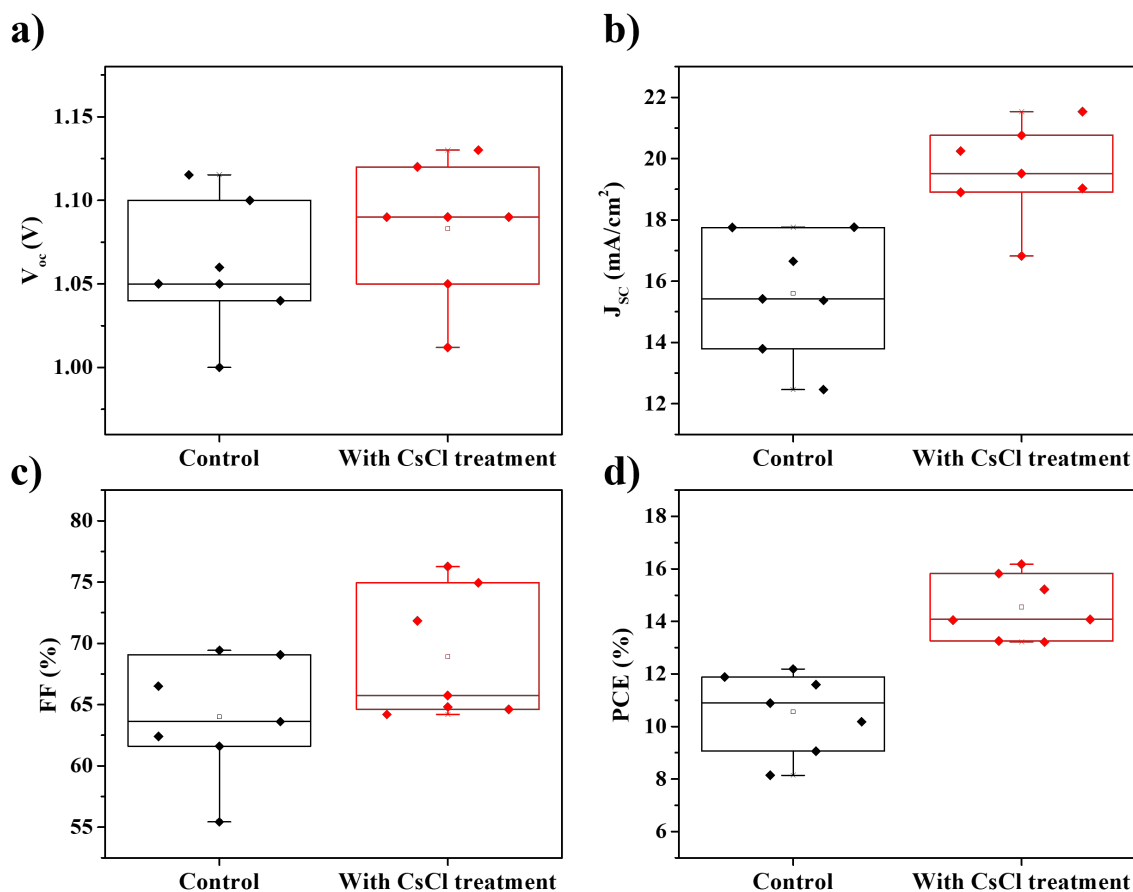 a)
1.15
1.10
1.05
1.00
V_oc (V)
Control
With CsCl treatment
b)
22
20
18
16
14
12
J_SC (mA/cm²)
Control
With CsCl treatment
c)
80
75
70
65
60
55
FF (%)
Control
With CsCl treatment
d)
18
16
14
12
10
8
6
PCE (%)
Control
With CsCl treatment